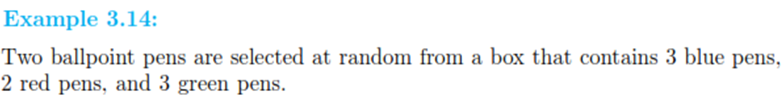 Example 3.14:
Two ballpoint pens are selected at random from a box that contains 3 blue pens,
2 red pens, and 3 green pens.